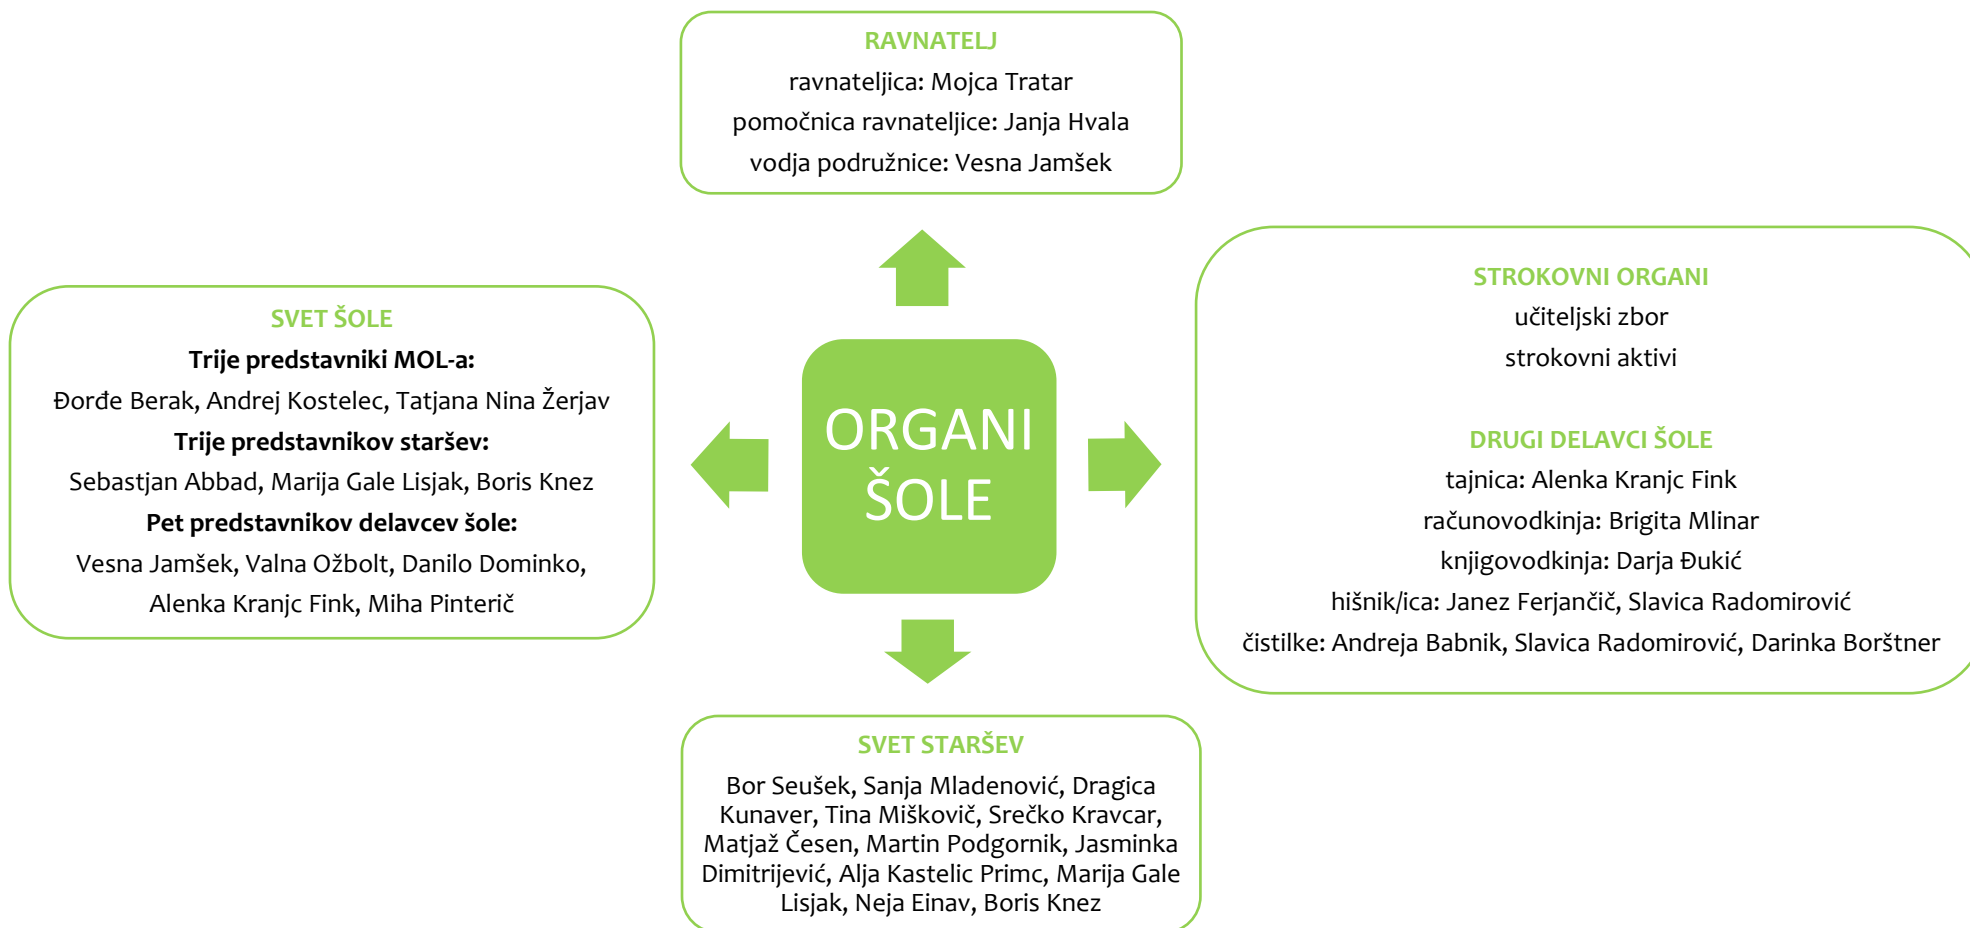 RAVNATELJ
ravnateljica: Mojca Tratar
pomočnica ravnateljice: Janja Hvala
vodja podružnice: Vesna Jamšek
SVET ŠOLE
Trije predstavniki MOL-a:
Đorđe Berak, Andrej Kostelec, Tatjana Nina Žerjav
Trije predstavnikov staršev:
Sebastjan Abbad, Marija Gale Lisjak, Boris Knez
Pet predstavnikov delavcev šole:
Vesna Jamšek, Valna Ožbolt, Danilo Dominko,
Alenka Kranjc Fink, Miha Pinterič
ORGANI
ŠOLE
STROKOVNI ORGANI
učiteljski zbor
strokovni aktivi
DRUGI DELAVCI ŠOLE
tajnica: Alenka Kranjc Fink
računovodkinja: Brigita Mlinar
knjigovodkinja: Darja Đukić
hišnik/ica: Janez Ferjančič, Slavica Radomirović
čistilke: Andreja Babnik, Slavica Radomirović, Darinka Borštner
SVET STARŠEV
Bor Seušek, Sanja Mladenović, Dragica
Kunaver, Tina Miškovič, Srečko Kravcar,
Matjaž Česen, Martin Podgornik, Jasminka
Dimitrijević, Alja Kastelic Primc, Marija Gale
Lisjak, Neja Einav, Boris Knez